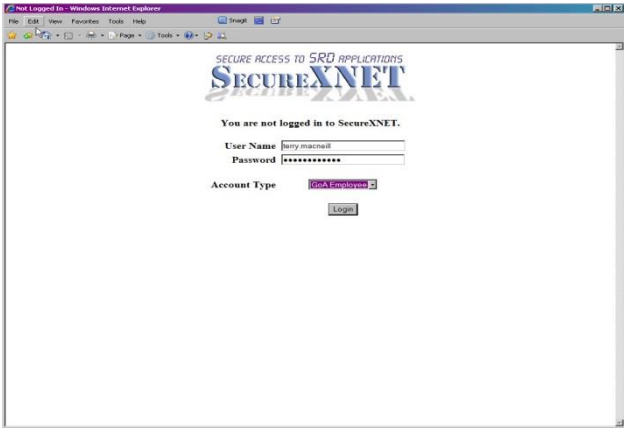 Not Logged In - Windows Internet Explorer
File Edit View Favorites Tools Help Snagit
Page Tools
SECURE ACCESS TO SRD APPLICATIONS
SECUREXNET
You are not logged in to SecureXNET.
User Name terry.macneill
Password ••••••••••••
Account Type GoA Employee
Login